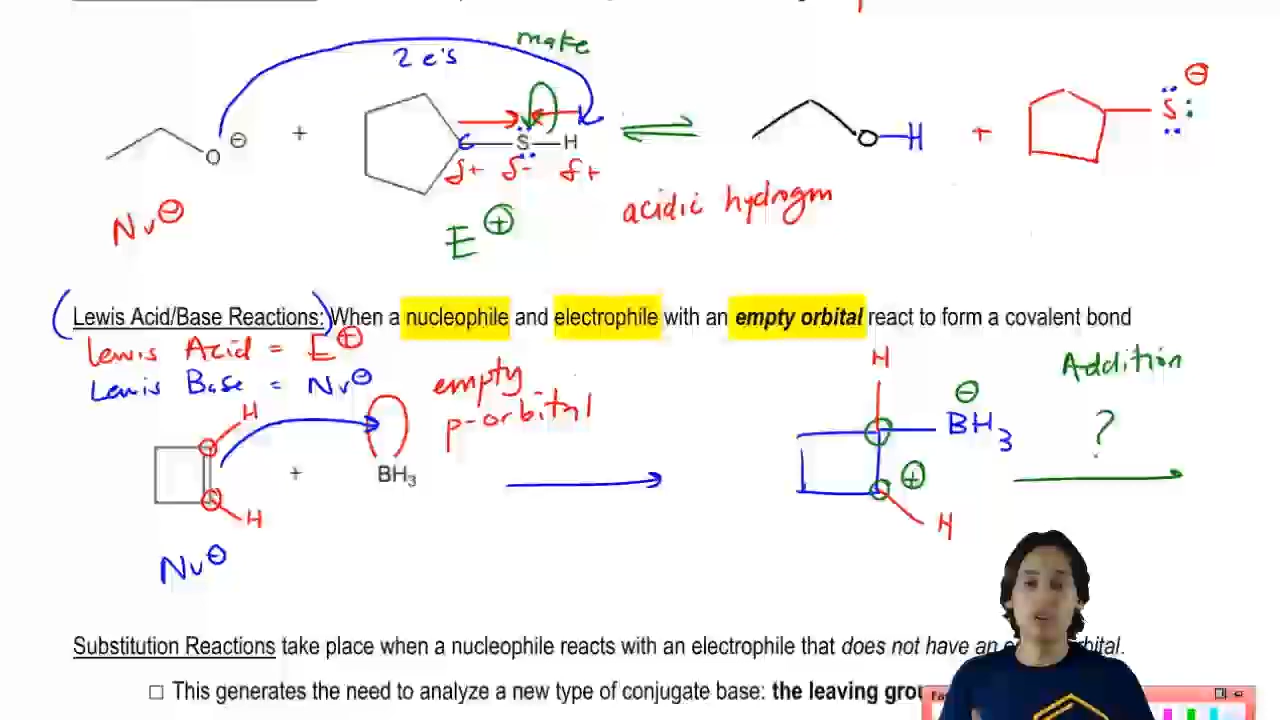 make
2 e's
O ⊖ + C S H δ+ δ- δ+ O-H + S ⊖
Nu⊖
E⊕
acidic hydrogen
(Lewis Acid/Base Reactions:) When a nucleophile and electrophile with an empty orbital react to form a covalent bond
Lewis Acid = E⊕
Lewis Base = Nu⊖
empty
p-orbital
Addition
H
H
+
BH3
H
⊖
BH3
⊕
H
?
Nu⊖
Substitution Reactions take place when a nucleophile reacts with an electrophile that does not have an
□ This generates the need to analyze a new type of conjugate base: the leaving